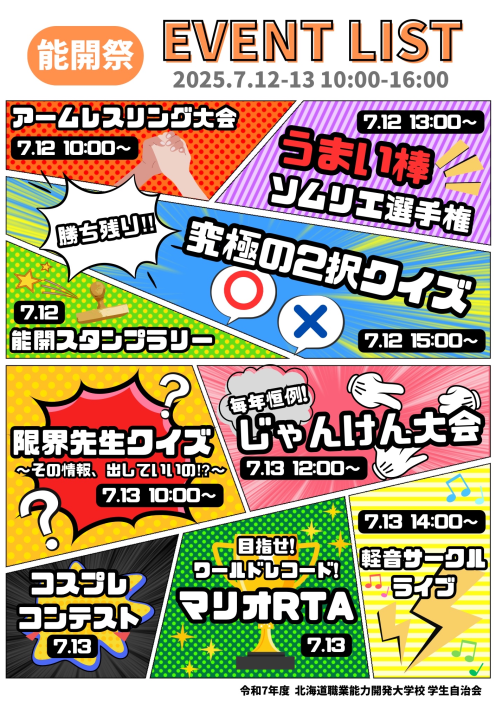 能開祭
EVENT LIST
2025.7.12-13 10:00-16:00
アームレスリング大会
7.12 10:00～
7.12 13:00～
うまい棒
ソムリエ選手権
勝ち残り!!
究極の2択クイズ
7.12 15:00～
7.12
能開スタンプラリー
限界先生クイズ
～その情報、出していいの!?～
7.13 10:00～
毎年恒例!
じゃんけん大会
7.13 12:00～
7.13 14:00～
軽音サークル
ライブ
コスプレ
コンテスト
7.13
目指せ!
ワールドレコード!
マリオRTA
7.13
令和7年度 北海道職業能力開発大学校 学生自治会